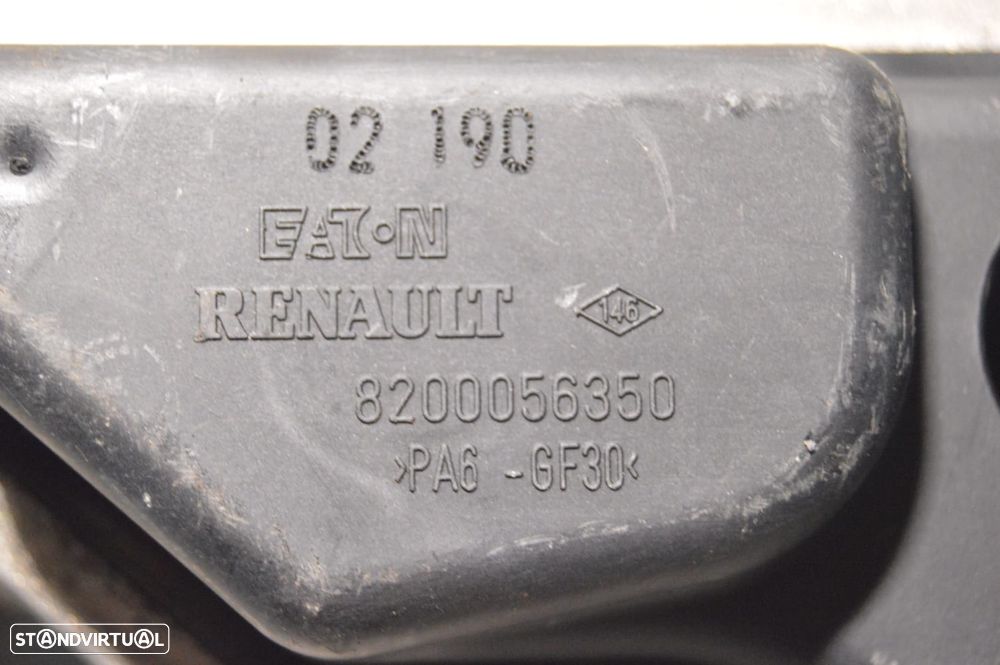 02 190
EATON
RENAULT 146
8200056350
>PA6 - GF30<
STANDVIRTUAL